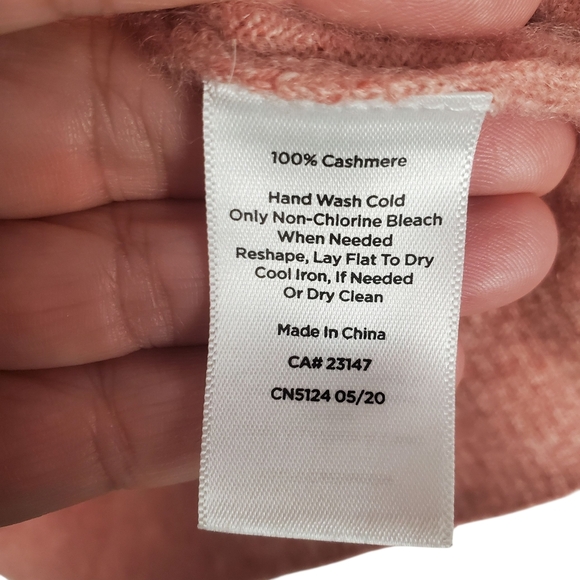 100% Cashmere
Hand Wash Cold
Only Non-Chlorine Bleach
When Needed
Reshape, Lay Flat To Dry
Cool Iron, If Needed
Or Dry Clean
Made In China
CA# 23147
CN5124 05/20